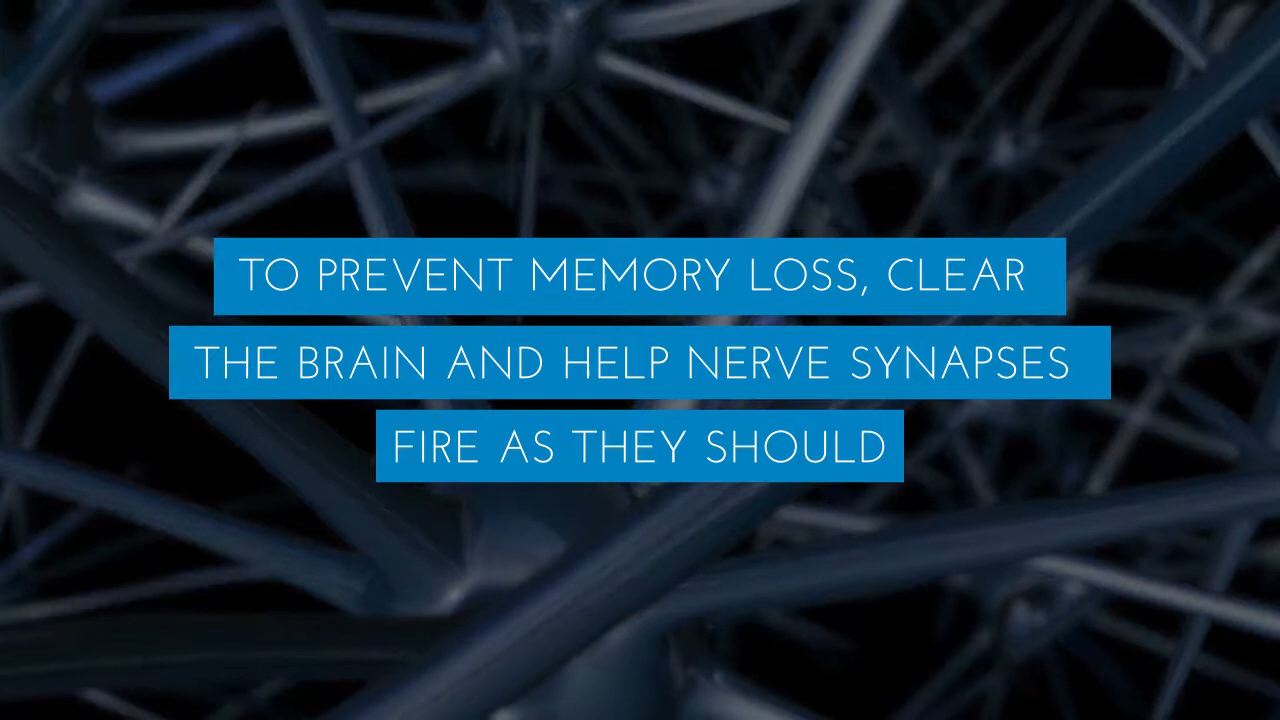 TO PREVENT MEMORY LOSS, CLEAR
THE BRAIN AND HELP NERVE SYNAPSES
FIRE AS THEY SHOULD